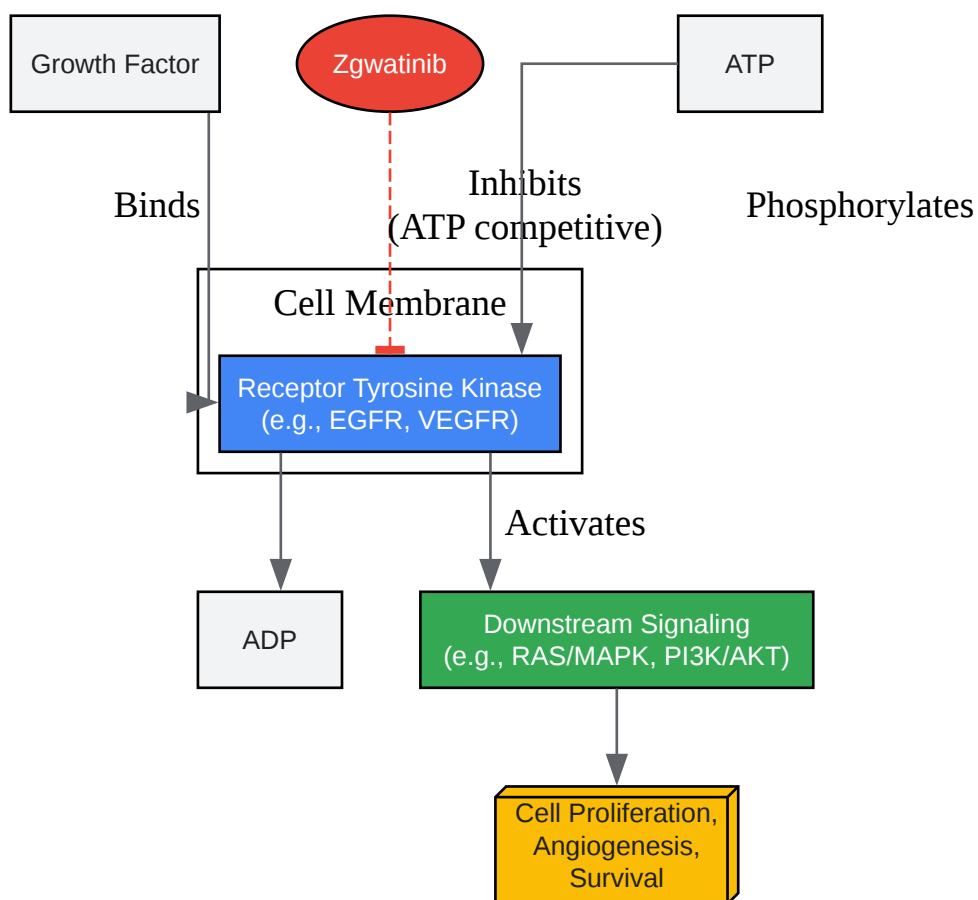 Growth Factor
Zgwatinib
ATP
Binds
Inhibits
(ATP competitive)
Phosphorylates
Cell Membrane
Receptor Tyrosine Kinase
(e.g., EGFR, VEGFR)
Activates
ADP
Downstream Signaling
(e.g., RAS/MAPK, PI3K/AKT)
Cell Proliferation,
Angiogenesis,
Survival